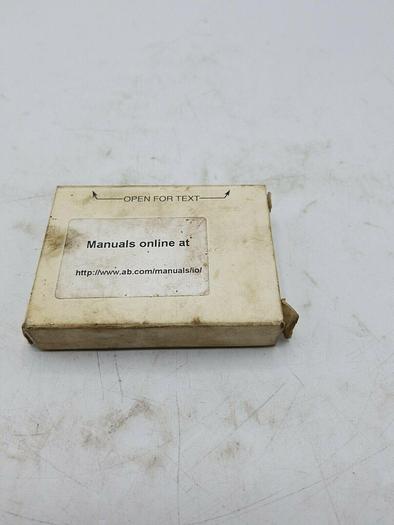 OPEN FOR TEXT
Manuals online at
http://www.ab.com/manuals/io/